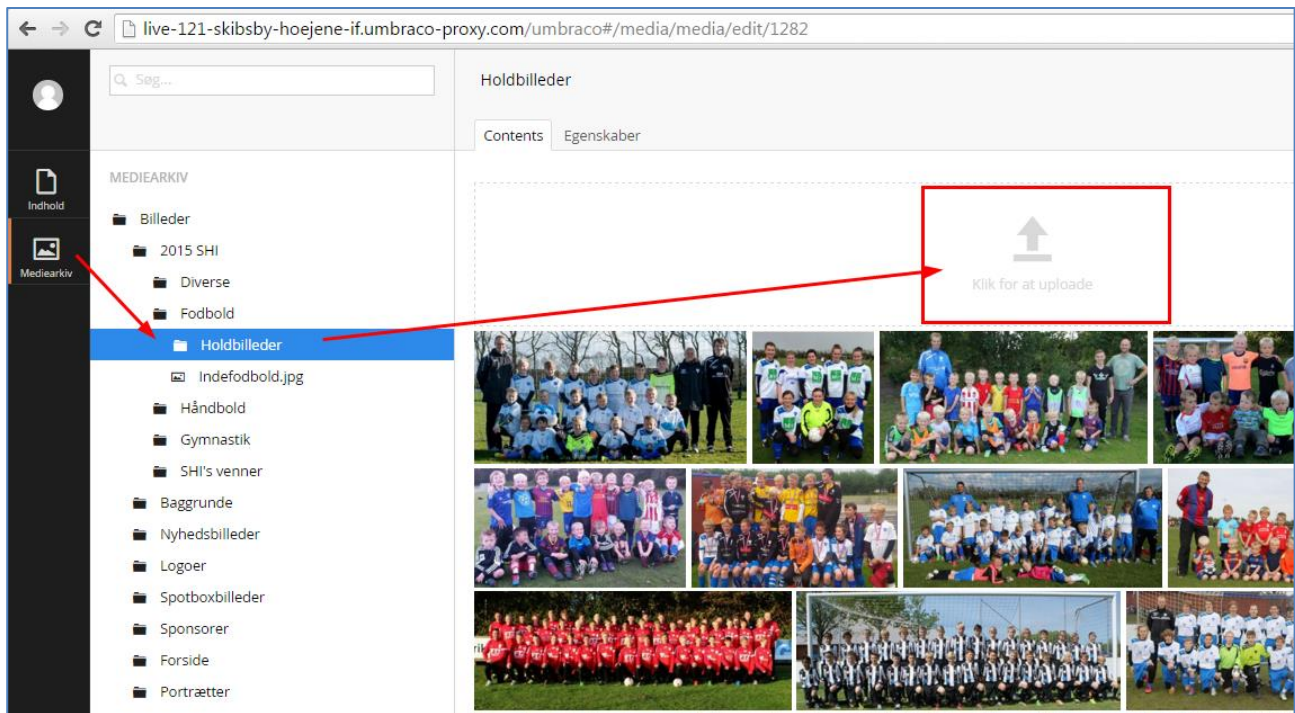 live-121-skibsby-hoejene-if.umbraco-proxy.com/umbraco#/media/media/edit/1282
Søg...
Holdbilleder
Contents Egenskaber
Indhold
Mediearkiv
MEDIEARKIV
Billeder
2015 SHI
Diverse
Fodbold
Holdbilleder
Indefodbold.jpg
Håndbold
Gymnastik
SHI's venner
Baggrunde
Nyhedsbilleder
Logoer
Spotboxbilleder
Sponsorer
Forside
Portrætter
Klik for at uploade